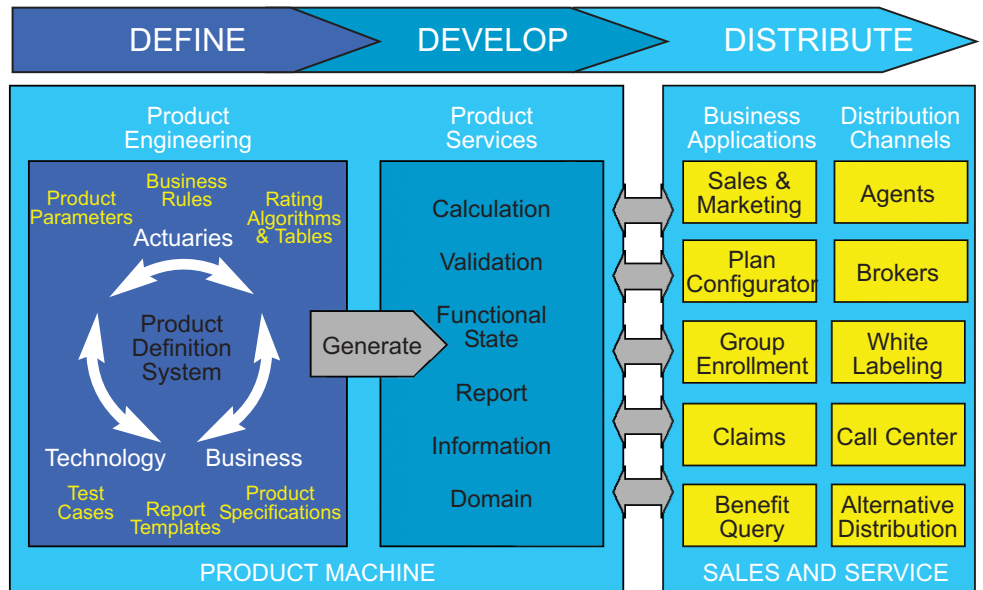 DEFINE
DEVELOP
DISTRIBUTE
Product
Engineering
Product
Services
Business
Applications
Distribution
Channels
Product
Parameters
Business
Rules
Rating
Algorithms
& Tables
Actuaries
Product
Definition
System
Technology
Business
Test
Cases
Report
Templates
Product
Specifications
Generate
Calculation
Validation
Functional
State
Report
Information
Domain
Sales &
Marketing
Agents
Plan
Configurator
Brokers
Group
Enrollment
White
Labeling
Claims
Call Center
Benefit
Query
Alternative
Distribution
PRODUCT MACHINE
SALES AND SERVICE